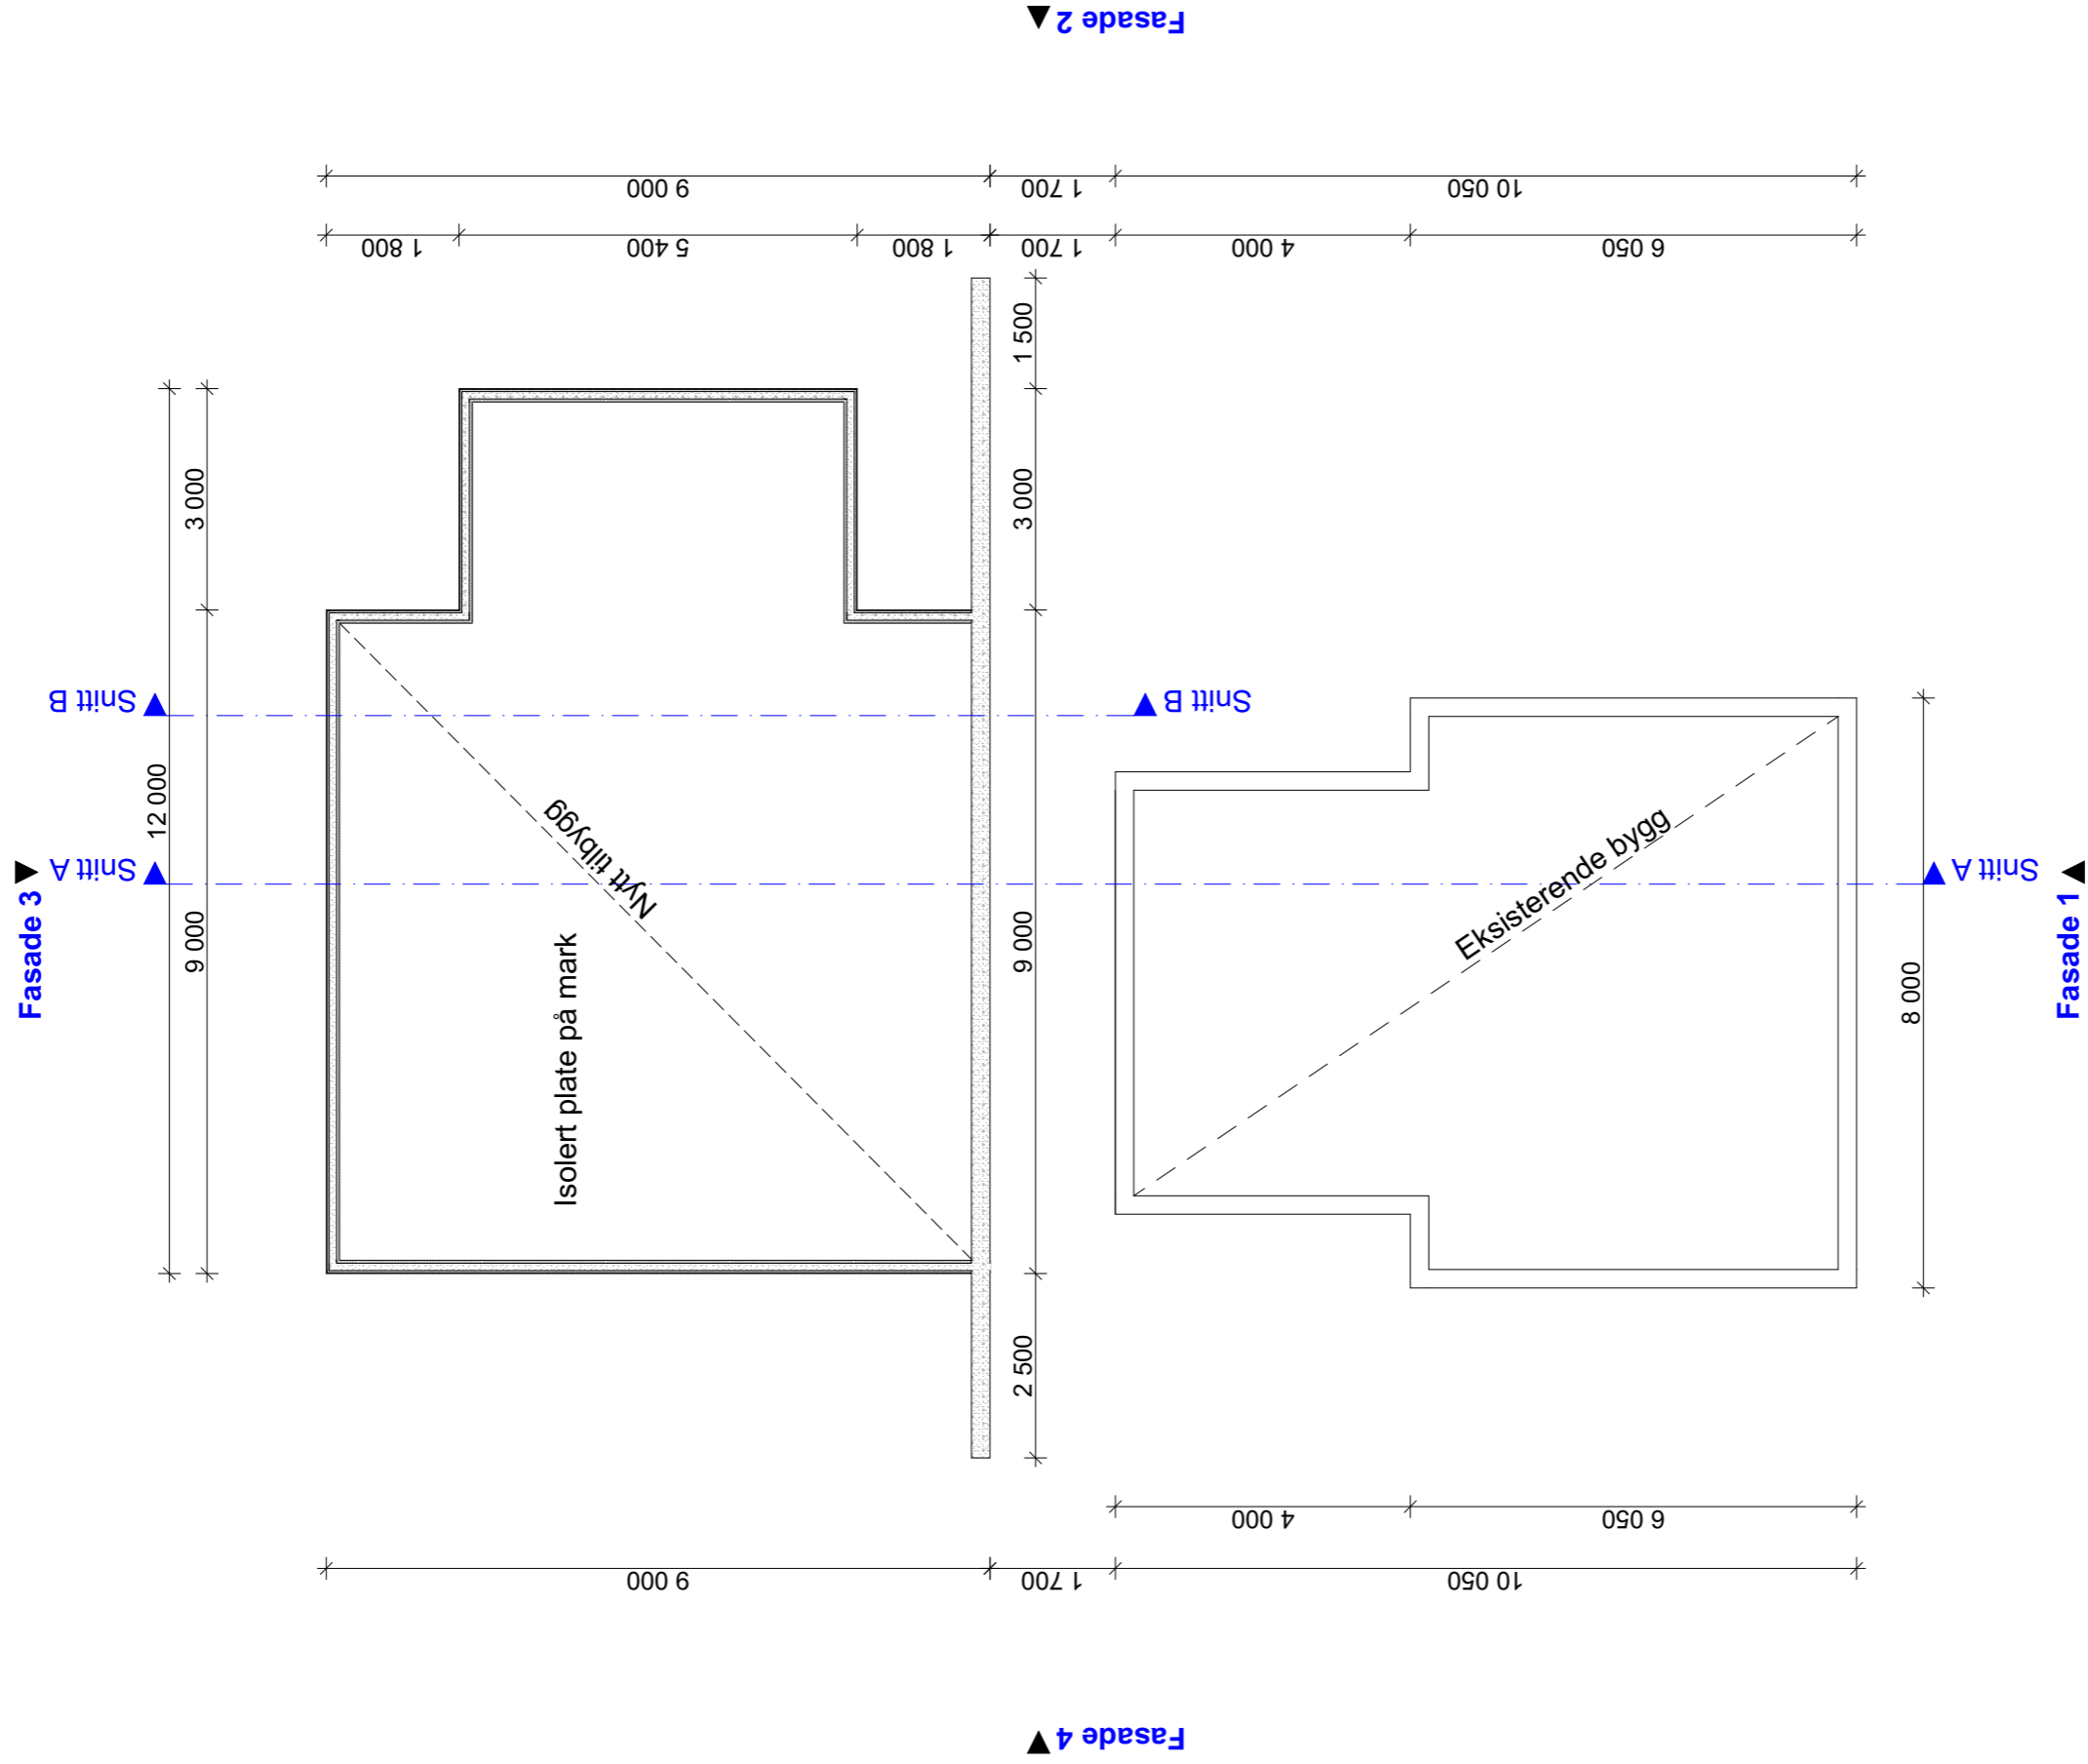 Fasade 2
9 000
1 700
10 050
1 800
5 400
1 800
1 700
4 000
6 050
1 500
3 000
3 000
Snitt B
Snitt B
12 000
Nytt tilbygg
Eksisterende bygg
Snitt A
Snitt A
Fasade 3
Fasade 1
9 000
9 000
Isolert plate på mark
8 000
2 500
4 000
6 050
9 000
1 700
10 050
Fasade 4